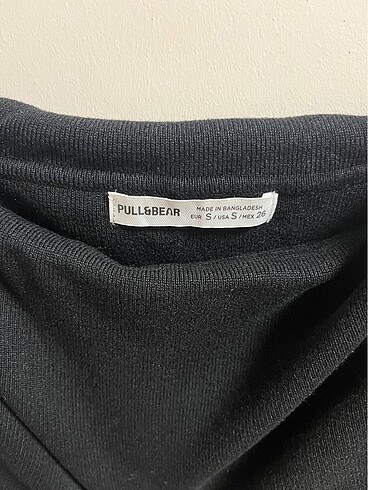 PULL&BEAR
MADE IN BANGLADESH
EUR S / USA S / MEX 26